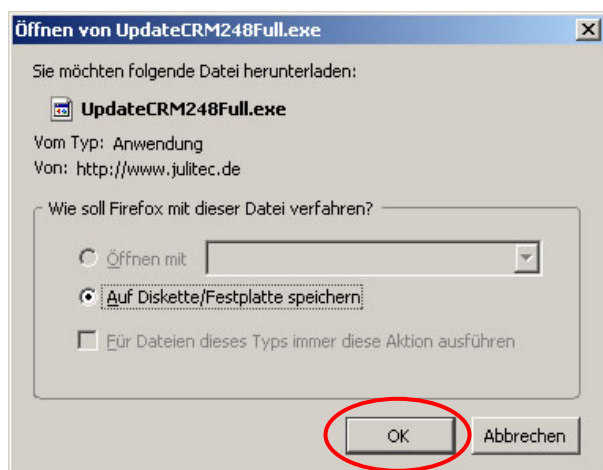 Öffnen von UpdateCRM248Full.exe
Sie möchten folgende Datei herunterladen:
UpdateCRM248Full.exe
Vom Typ: Anwendung
Von: http://www.julitec.de
Wie soll Firefox mit dieser Datei verfahren?
Öffnen mit
Auf Diskette/Festplatte speichern
Für Dateien dieses Typs immer diese Aktion ausführen
OK Abbrechen